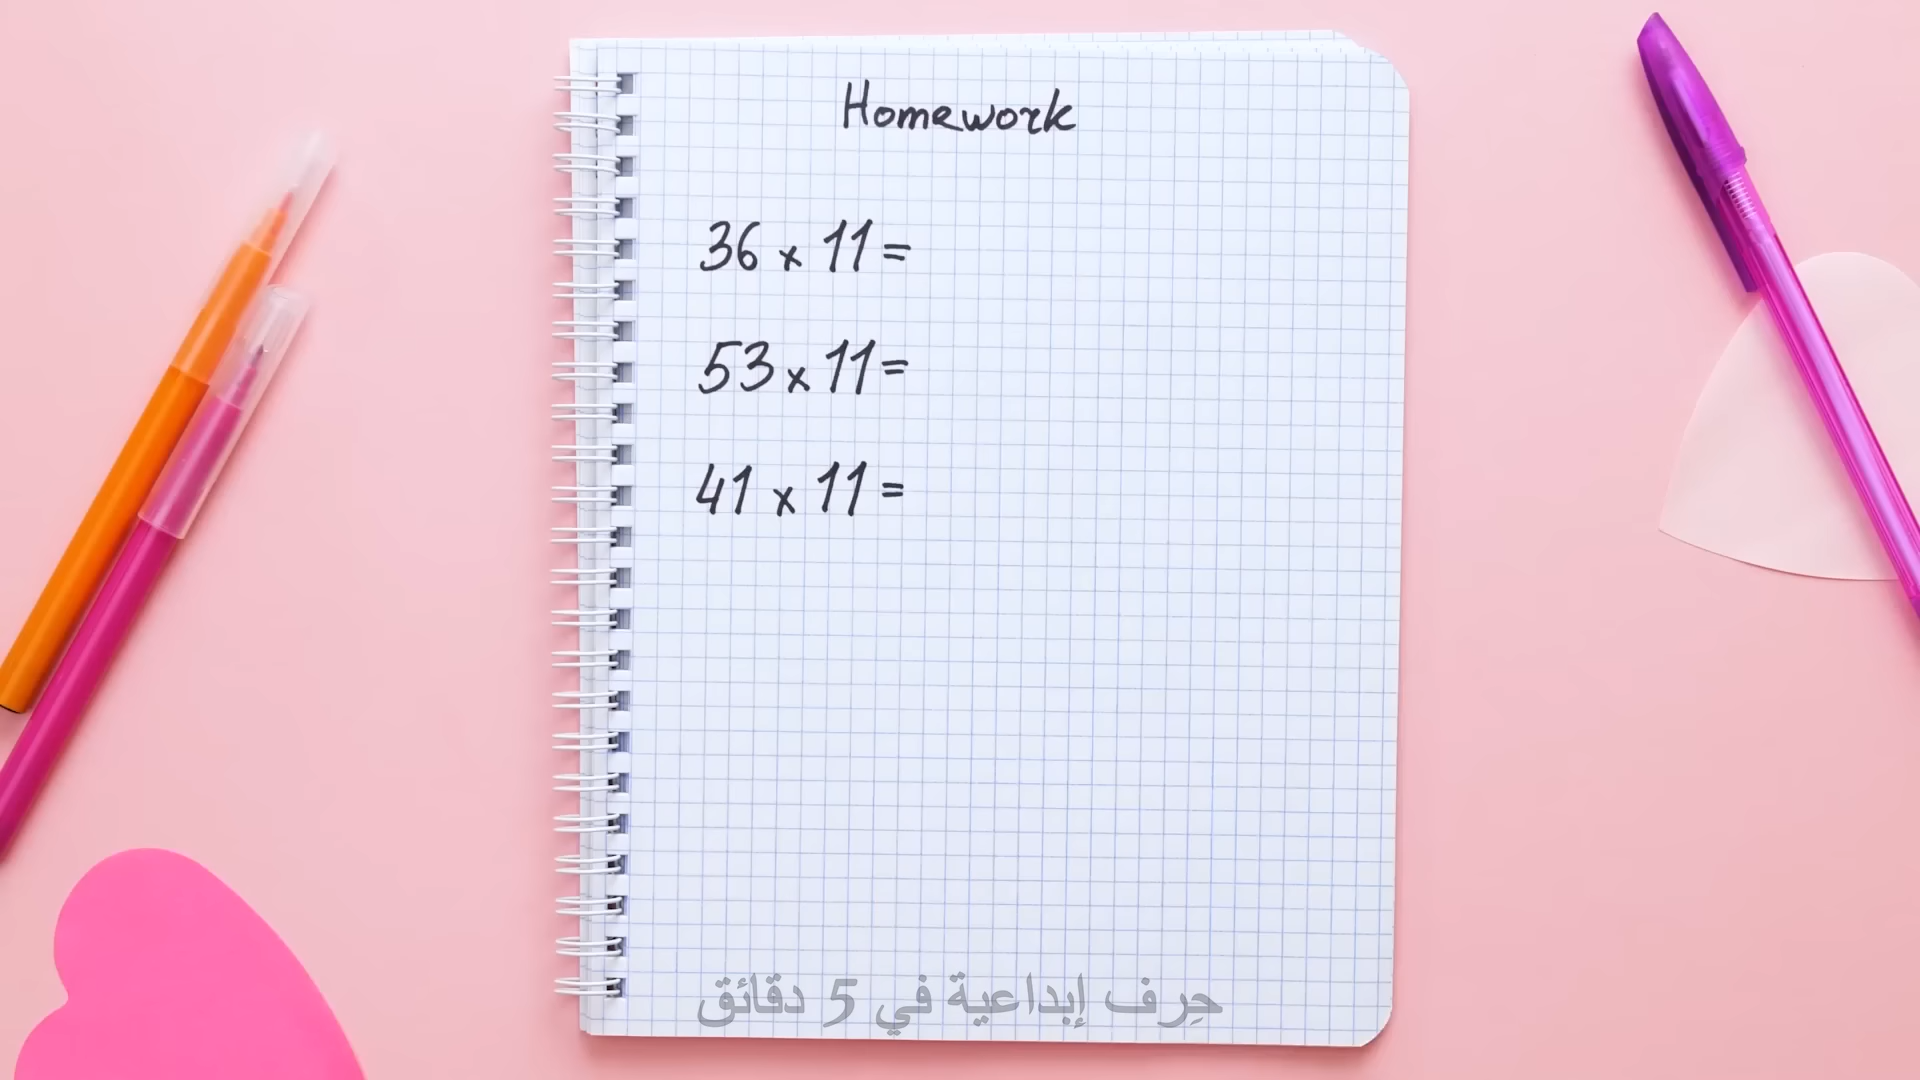 Homework
36 x 11 =
53 x 11 =
41 x 11 =
حِرف إبداعية في 5 دقائق